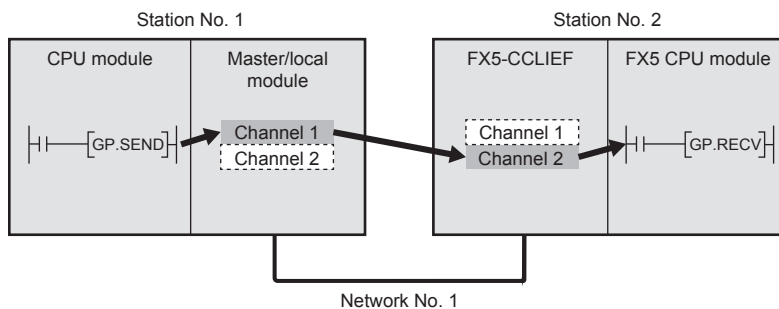 Station No. 1
Station No. 2
CPU module
Master/local module
FX5-CCLIEF
FX5 CPU module
GP.SEND
Channel 1
Channel 2
Channel 1
Channel 2
GP.RECV
Network No. 1